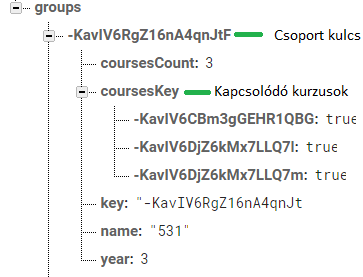 groups
-KavIV6RgZ16nA4qnJtF Csoport kulcs
coursesCount: 3
coursesKey Kapcsolódó kurzusok
-KavIV6CBm3gGEHR1QBG: true
-KavIV6DjZ6kMx7LLQ7l: true
-KavIV6DjZ6kMx7LLQ7m: true
key: "-KavIV6RgZ16nA4qnJt
name: "531"
year: 3